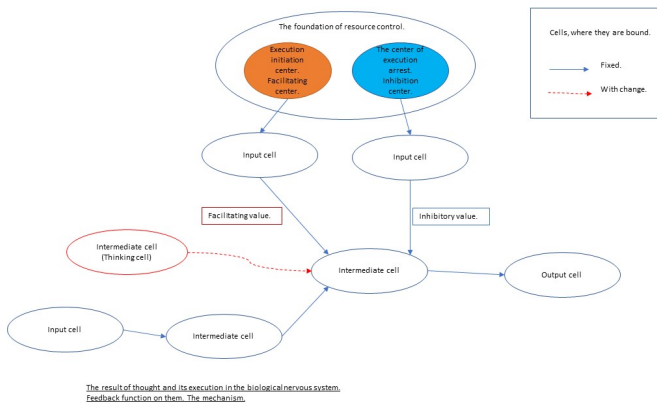 The foundation of resource control.
Execution
initiation
center.
Facilitating
center.
The center of
execution
arrest.
Inhibition
center.
Cells, where they are bound.
Fixed.
With change.
Input cell
Input cell
Facilitating value.
Inhibitory value.
Intermediate cell
(Thinking cell)
Intermediate cell
Output cell
Input cell
Intermediate cell
The result of thought and its execution in the biological nervous system.
Feedback function on them. The mechanism.